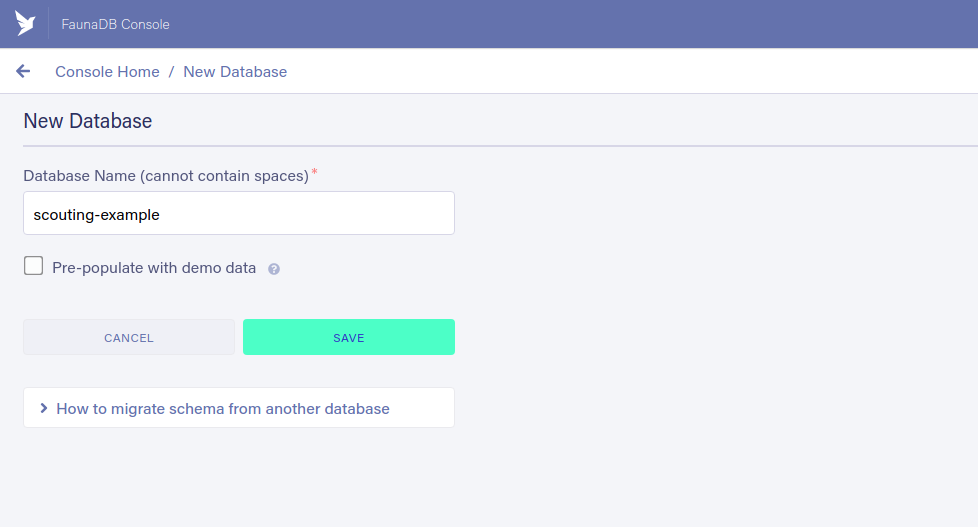 FaunaDB Console
Console Home / New Database
New Database
Database Name (cannot contain spaces)*
scouting-example
Pre-populate with demo data ?
CANCEL SAVE
How to migrate schema from another database